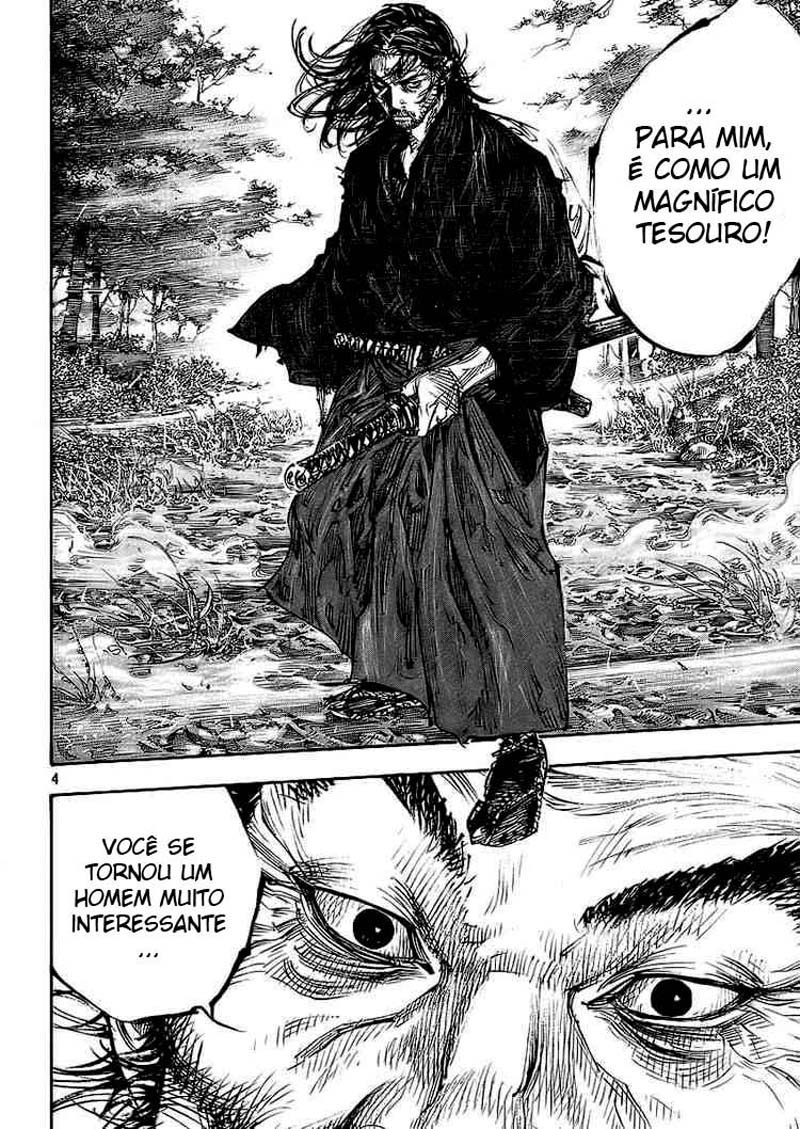 ...
PARA MIM,
É COMO UM
MAGNÍFICO
TESOURO!
4
VOCÊ SE
TORNOU UM
HOMEM MUITO
INTERESSANTE
...